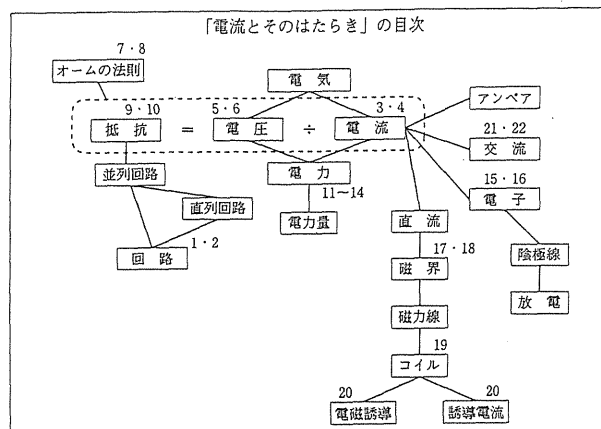 「電流とそのはたらき」の目次
7・8
オームの法則
電気
アンペア
9・10
5・6
3・4
抵抗 = 電圧 ÷ 電流
21・22
交流
並列回路
電力
15・16
電子
11〜14
直列回路
電力量
直流
1・2
回路
17・18
磁界
陰極線
放電
磁力線
19
コイル
20
20
電磁誘導
誘導電流